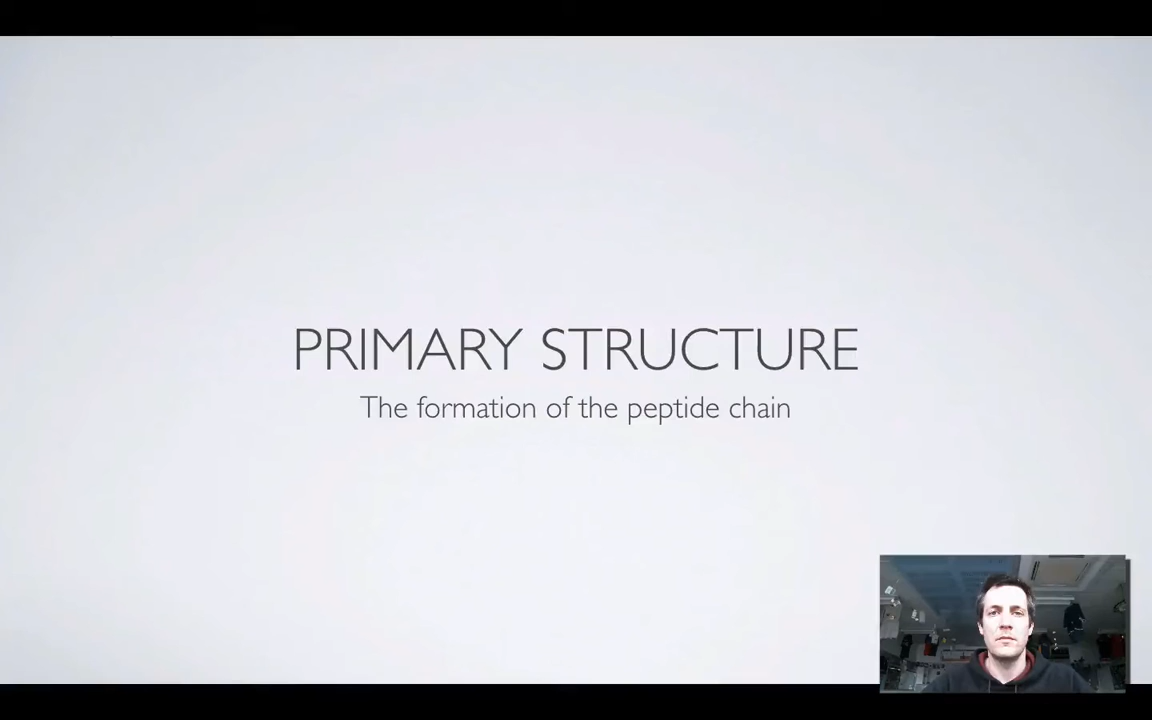 PRIMARY STRUCTURE
The formation of the peptide chain